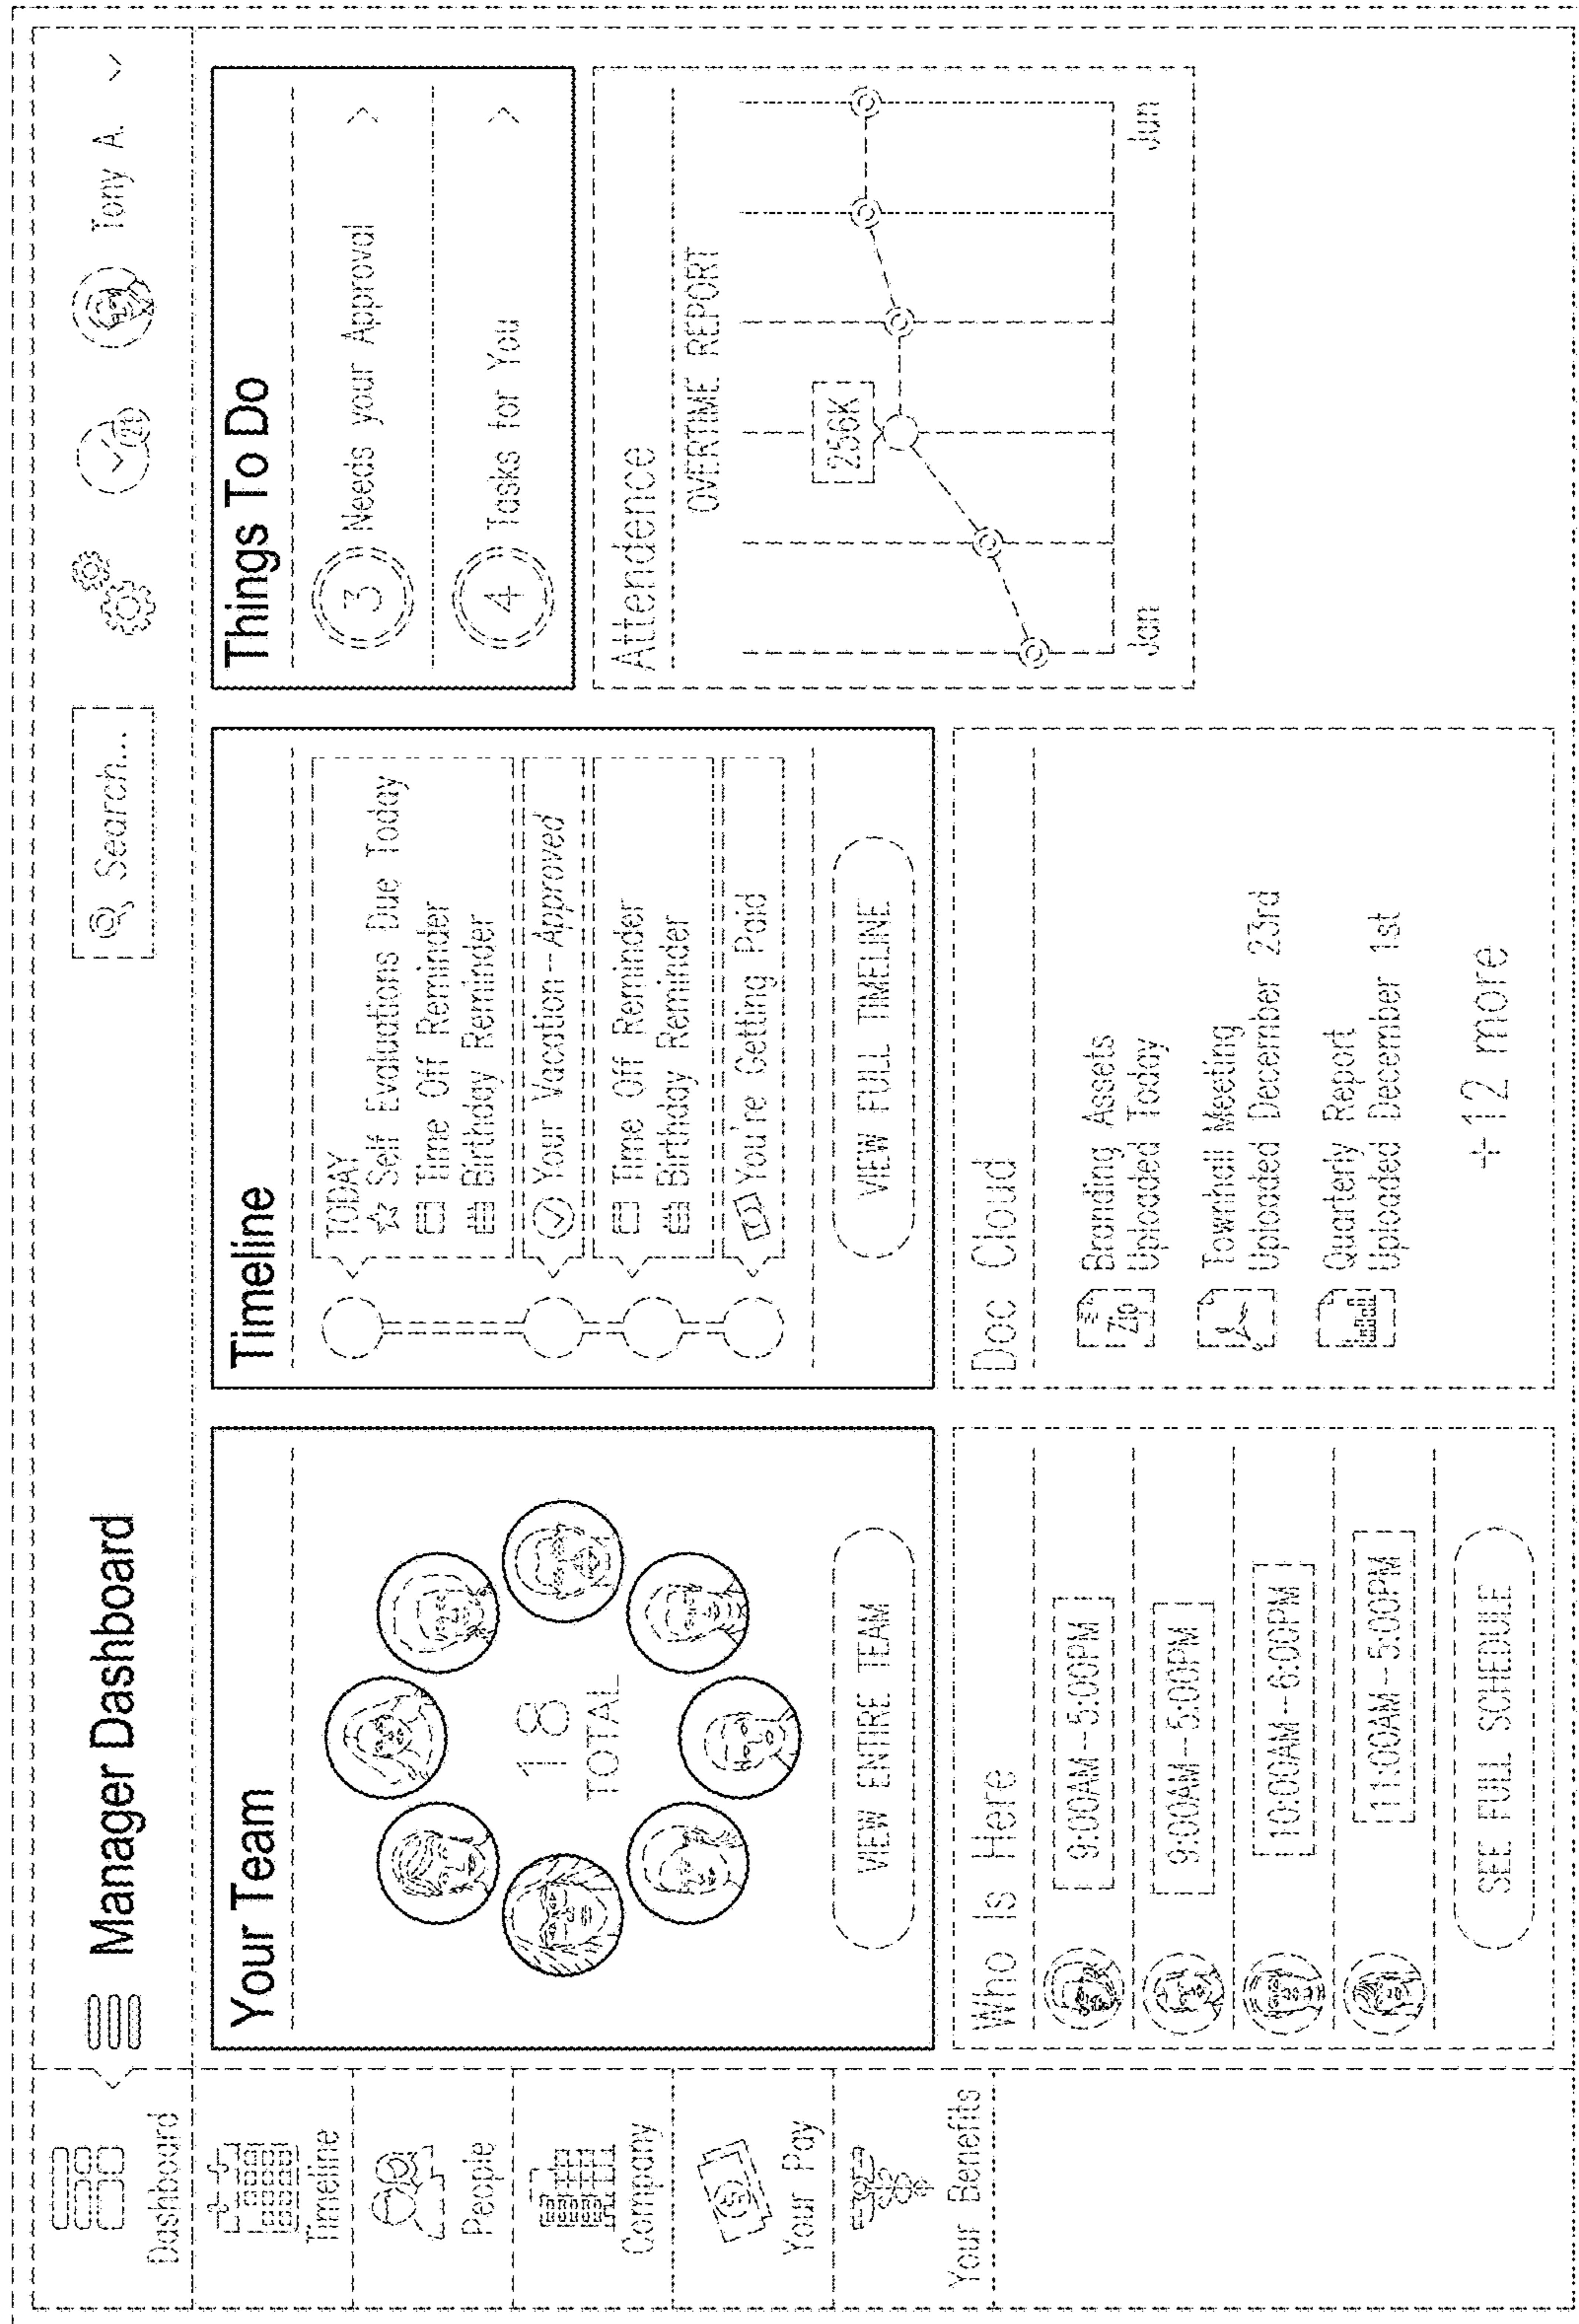 Dashboard
Timeline
People
Company
Your Pay
Your Benefits
Manager Dashboard
Search...
Tony A.
Your Team
18
TOTAL
VIEW ENTIRE TEAM
Timeline
TODAY
Self Evaluations Due Today
Time Off Reminder
Birthday Reminder
Your Vacation--Approved
Time Off Reminder
Birthday Reminder
You're Getting Paid
VIEW FULL TIMELINE
Things To Do
3 Needs your Approval
4 Tasks for You
Attendence
OVERTIME REPORT
256K
Jan Jun
Who Is Here
9:00AM--5:00PM
9:00AM--5:00PM
10:00AM--6:00PM
11:00AM--5:00PM
SEE FULL SCHEDULE
Doc Cloud
Zip
Branding Assets
Uploaded Today
Townhall Meeting
Uploaded December 23rd
Quarterly Report
Uploaded December 1st
+12 more